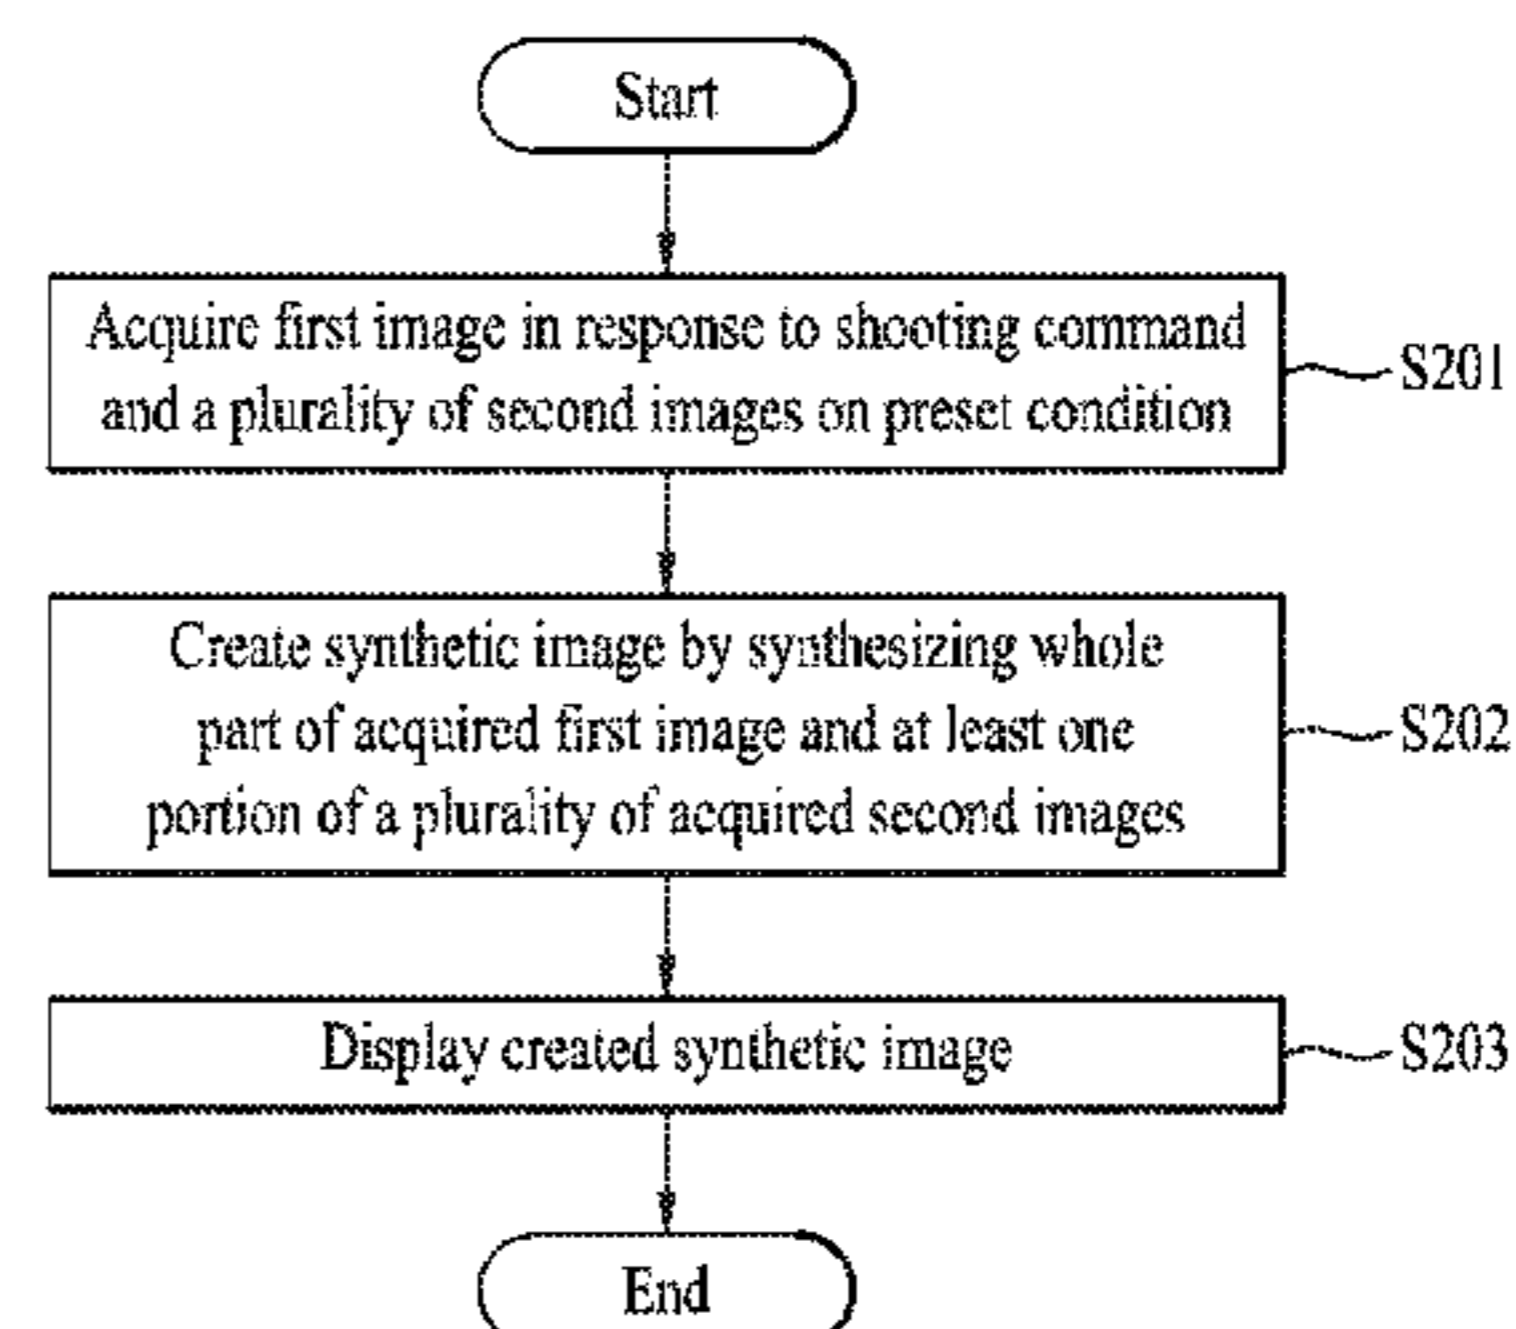 Start
Acquire first image in response to shooting command
and a plurality of second images on preset condition
S201
Create synthetic image by synthesizing whole
part of acquired first image and at least one
portion of a plurality of acquired second images
S202
Display created synthetic image
S203
End